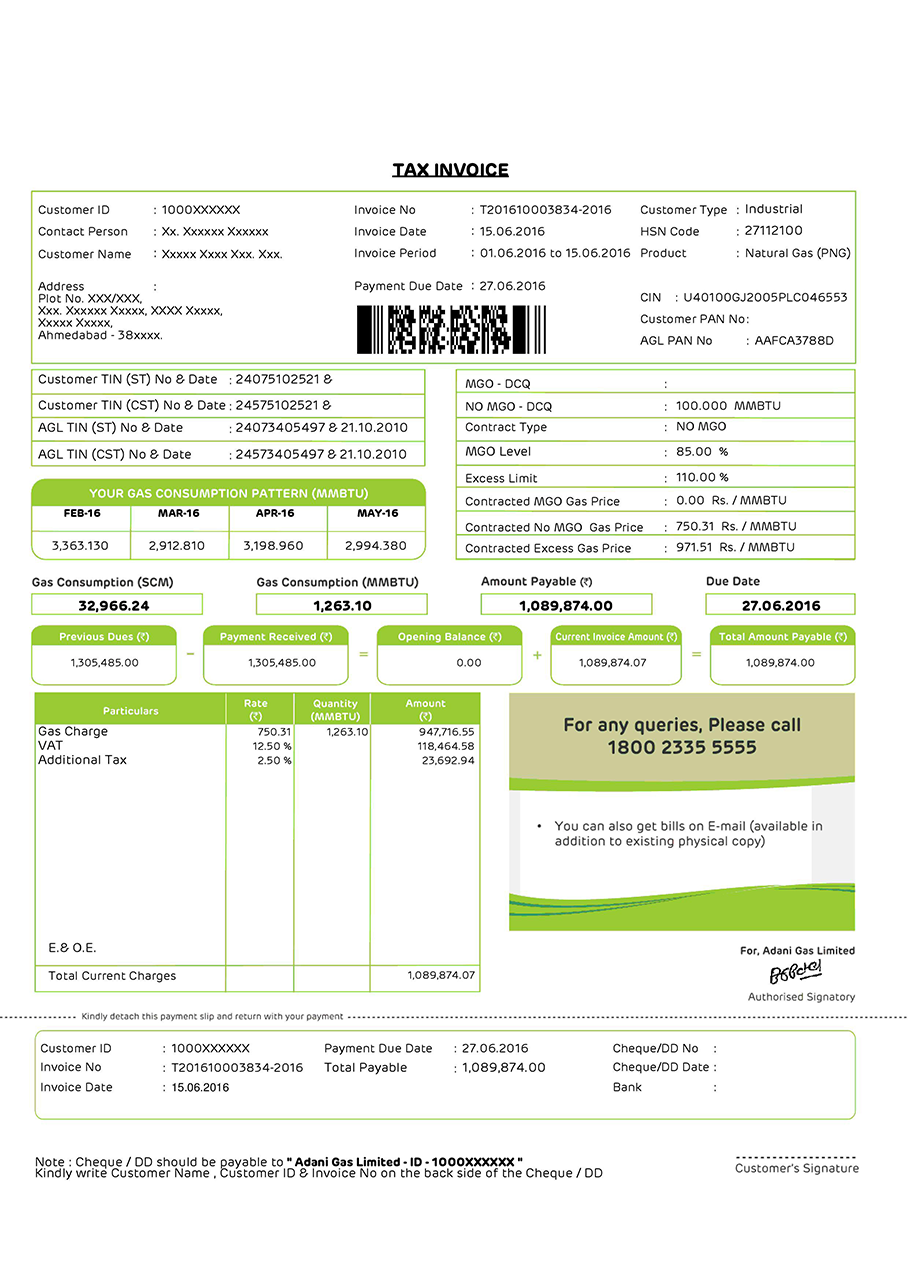 TAX INVOICE
Customer ID : 1000XXXXXX
Contact Person : Xx. Xxxxxx Xxxxxx
Customer Name : Xxxxx Xxxx Xxx. Xxx.
Address :
Plot No. XXX/XXX,
Xxx. Xxxxxx Xxxxx, XXXX Xxxxx,
Xxxxx Xxxxx,
Ahmedabad - 38xxxx.
Invoice No : T201610003834-2016
Invoice Date : 15.06.2016
Invoice Period : 01.06.2016 to 15.06.2016
Payment Due Date : 27.06.2016
Customer Type : Industrial
HSN Code : 27112100
Product : Natural Gas (PNG)
CIN : U40100GJ2005PLC046553
Customer PAN No:
AGL PAN No : AAFCA3788D
Customer TIN (ST) No & Date : 24075102521 &
Customer TIN (CST) No & Date : 24575102521 &
AGL TIN (ST) No & Date : 24073405497 & 21.10.2010
AGL TIN (CST) No & Date : 24573405497 & 21.10.2010
MGO - DCQ :
NO MGO - DCQ : 100.000 MMBTU
Contract Type : NO MGO
MGO Level : 85.00 %
Excess Limit : 110.00 %
Contracted MGO Gas Price : 0.00 Rs. / MMBTU
Contracted No MGO Gas Price : 750.31 Rs. / MMBTU
Contracted Excess Gas Price : 971.51 Rs. / MMBTU
YOUR GAS CONSUMPTION PATTERN (MMBTU)
FEB-16 MAR-16 APR-16 MAY-16
3,363.130 2,912.810 3,198.960 2,994.380
Gas Consumption (SCM) Gas Consumption (MMBTU) Amount Payable (₹) Due Date
32,966.24 1,263.10 1,089,874.00 27.06.2016
Previous Dues (₹) Payment Received (₹) Opening Balance (₹) Current Invoice Amount (₹) Total Amount Payable (₹)
1,305,485.00 - 1,305,485.00 = 0.00 + 1,089,874.07 = 1,089,874.00
Particulars Rate (₹) Quantity (MMBTU) Amount (₹)
Gas Charge 750.31 1,263.10 947,716.55
VAT 12.50 % 118,464.58
Additional Tax 2.50 % 23,692.94
E.& O.E.
Total Current Charges 1,089,874.07
For any queries, Please call
1800 2335 5555
• You can also get bills on E-mail (available in
addition to existing physical copy)
For, Adani Gas Limited
Authorised Signatory
Kindly detach this payment slip and return with your payment
Customer ID : 1000XXXXXX Payment Due Date : 27.06.2016 Cheque/DD No :
Invoice No : T201610003834-2016 Total Payable : 1,089,874.00 Cheque/DD Date :
Invoice Date : 15.06.2016 Bank :
Note : Cheque / DD should be payable to " Adani Gas Limited - ID - 1000XXXXXX "
Kindly write Customer Name , Customer ID & Invoice No on the back side of the Cheque / DD
Customer's Signature